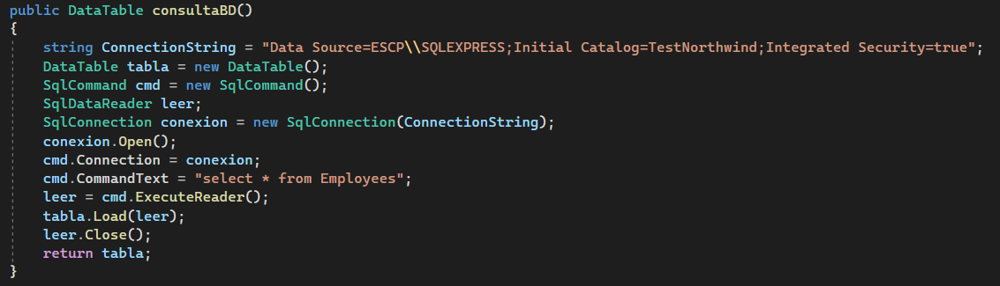 public DataTable consultaBD()
{
    string ConnectionString = "Data Source=ESCP\\SQLEXPRESS;Initial Catalog=TestNorthwind;Integrated Security=true";
    DataTable tabla = new DataTable();
    SqlCommand cmd = new SqlCommand();
    SqlDataReader leer;
    SqlConnection conexion = new SqlConnection(ConnectionString);
    conexion.Open();
    cmd.Connection = conexion;
    cmd.CommandText = "select * from Employees";
    leer = cmd.ExecuteReader();
    tabla.Load(leer);
    leer.Close();
    return tabla;
}